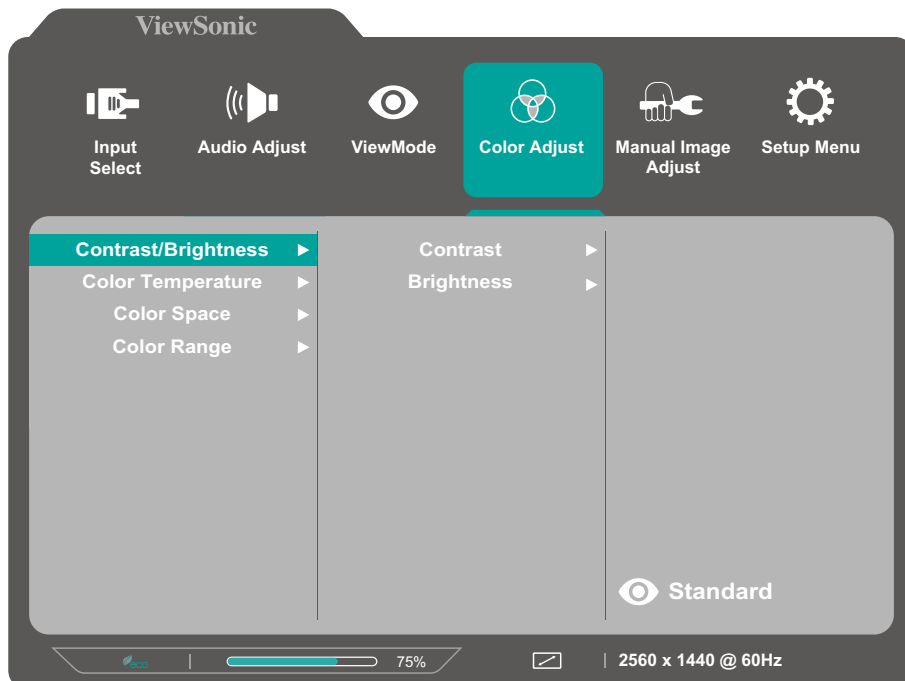 ViewSonic
Input
Select
Audio Adjust
ViewMode
Color Adjust
Manual Image
Adjust
Setup Menu
Contrast/Brightness
Color Temperature
Color Space
Color Range
Contrast
Brightness
Standard
eco
75%
2560 x 1440 @ 60Hz